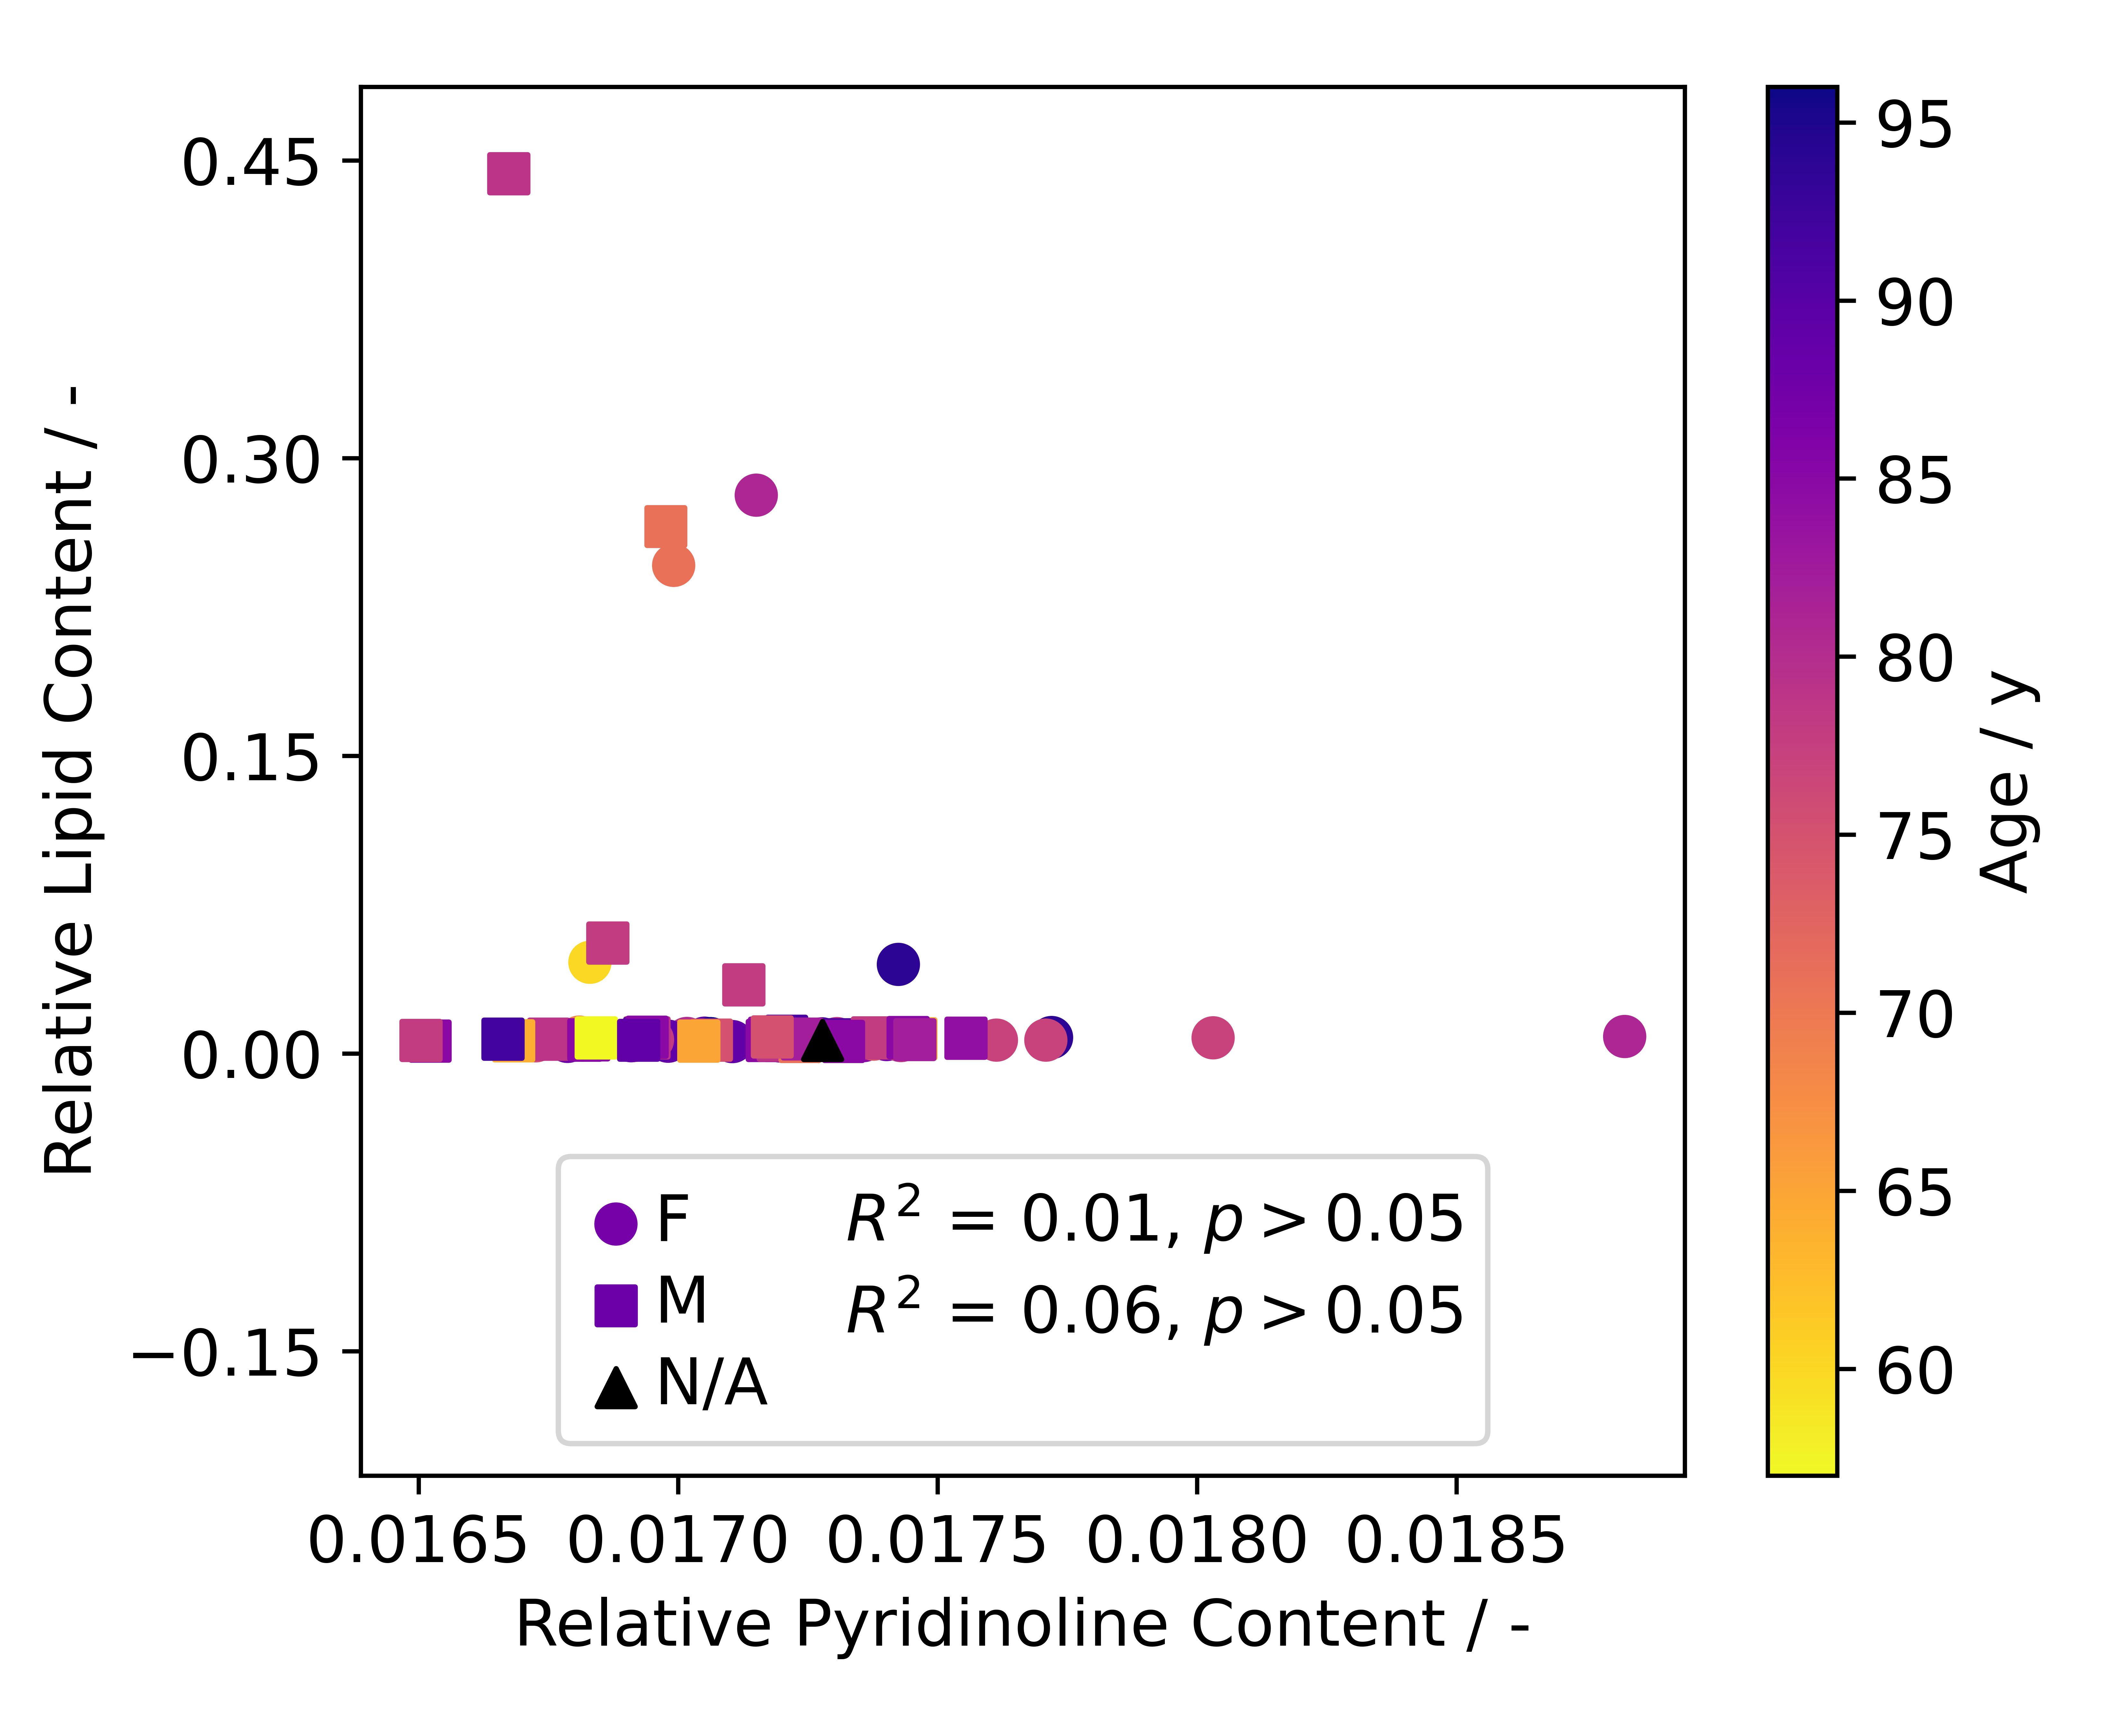 0.45
0.30
0.15
0.00
−0.15
Relative Lipid Content / -
F R² = 0.01, p > 0.05
M R² = 0.06, p > 0.05
N/A
0.0165 0.0170 0.0175 0.0180 0.0185
Relative Pyridinoline Content / -
95
90
85
80
75
70
65
60
Age / y